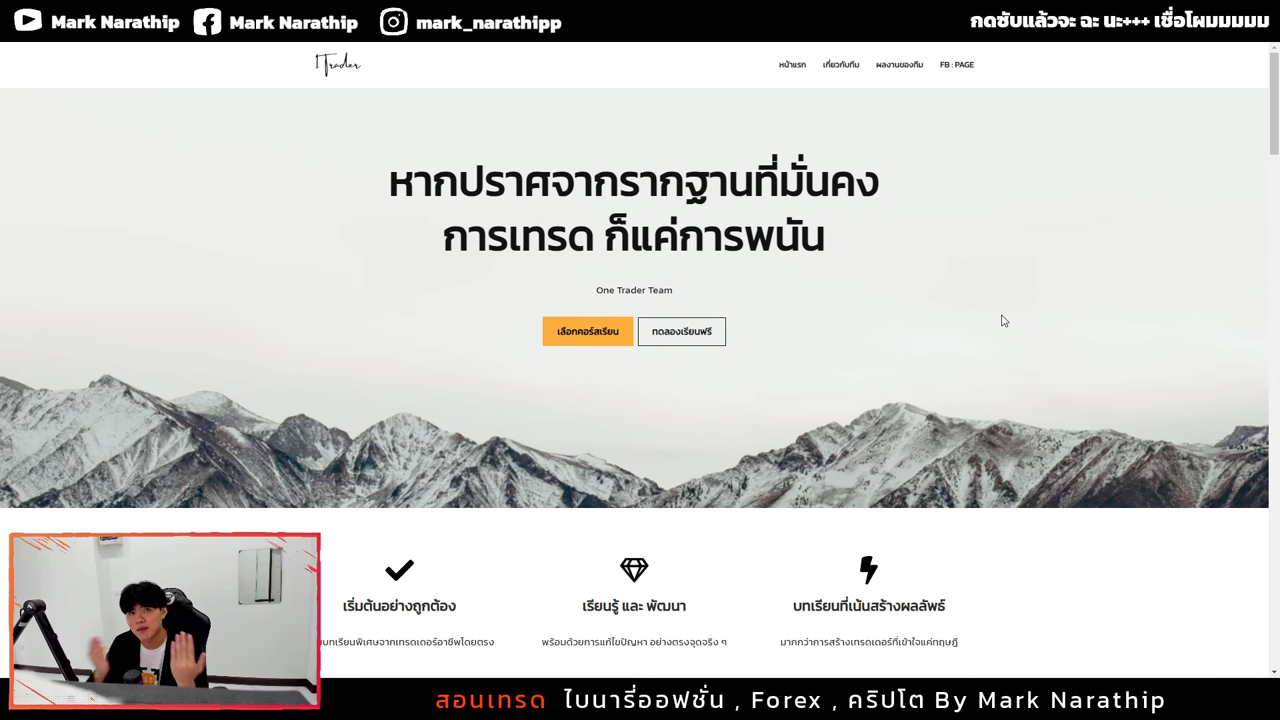 Mark Narathip
Mark Narathip
mark_narathipp
กดซับแล้วจะ ฉะ นะ+++ เชื่อโผมมมมม
1Trader
หน้าแรก
เกี่ยวกับทีม
ผลงานของทีม
FB : PAGE
หากปราศจากรากฐานที่มั่นคง
การเทรด ก็แค่การพนัน
One Trader Team
เลือกคอร์สเรียน
ทดลองเรียนฟรี
เริ่มต้นอย่างถูกต้อง
เรียนรู้ และ พัฒนา
บทเรียนที่เน้นสร้างผลลัพธ์
บทเรียนพิเศษจากเทรดเดอร์อาชีพโดยตรง
พร้อมด้วยการแก้ไขปัญหา อย่างตรงจุดจริง ๆ
มากกว่าการสร้างเทรดเดอร์ที่เข้าใจแค่ทฤษฎี
สอนเทรด ไบนารี่ออฟชั่น , Forex , คริปโต By Mark Narathip